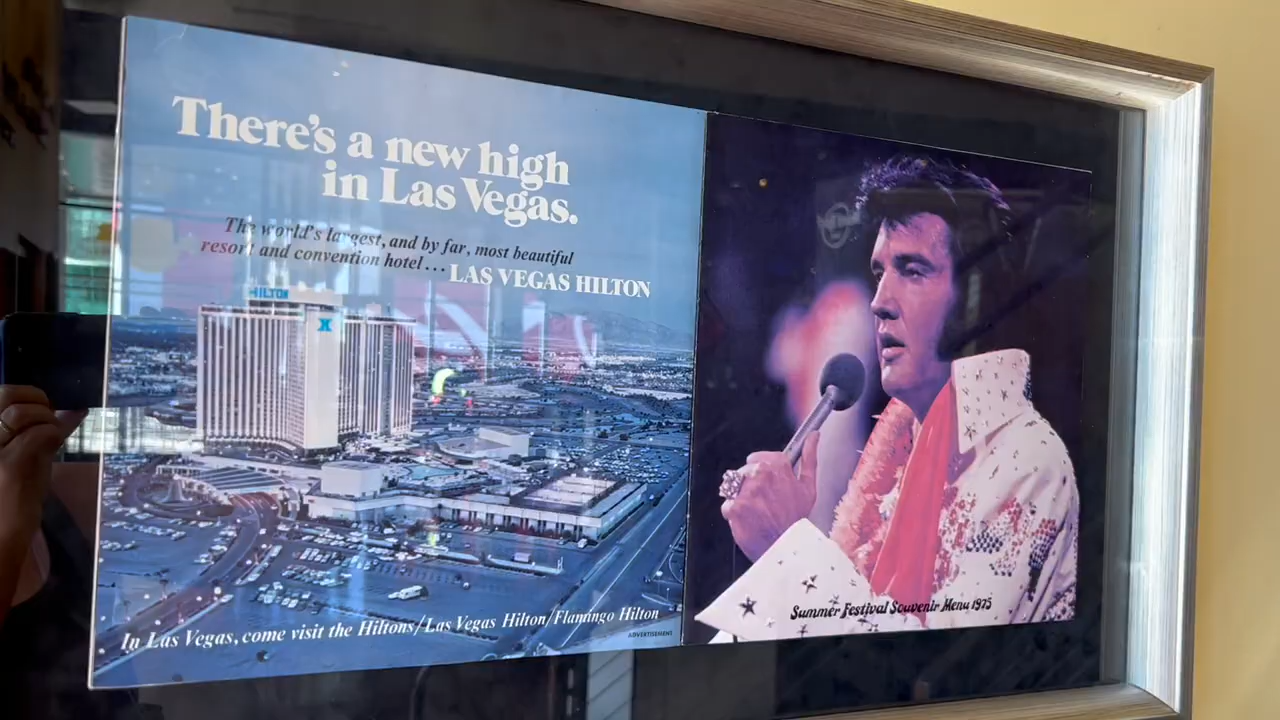 There's a new high
in Las Vegas.
The world's largest, and by far, most beautiful
resort and convention hotel... LAS VEGAS HILTON
HILTON
In Las Vegas, come visit the Hiltons/Las Vegas Hilton/Flamingo Hilton
ADVERTISEMENT
Summer Festival Souvenir Menu 1975